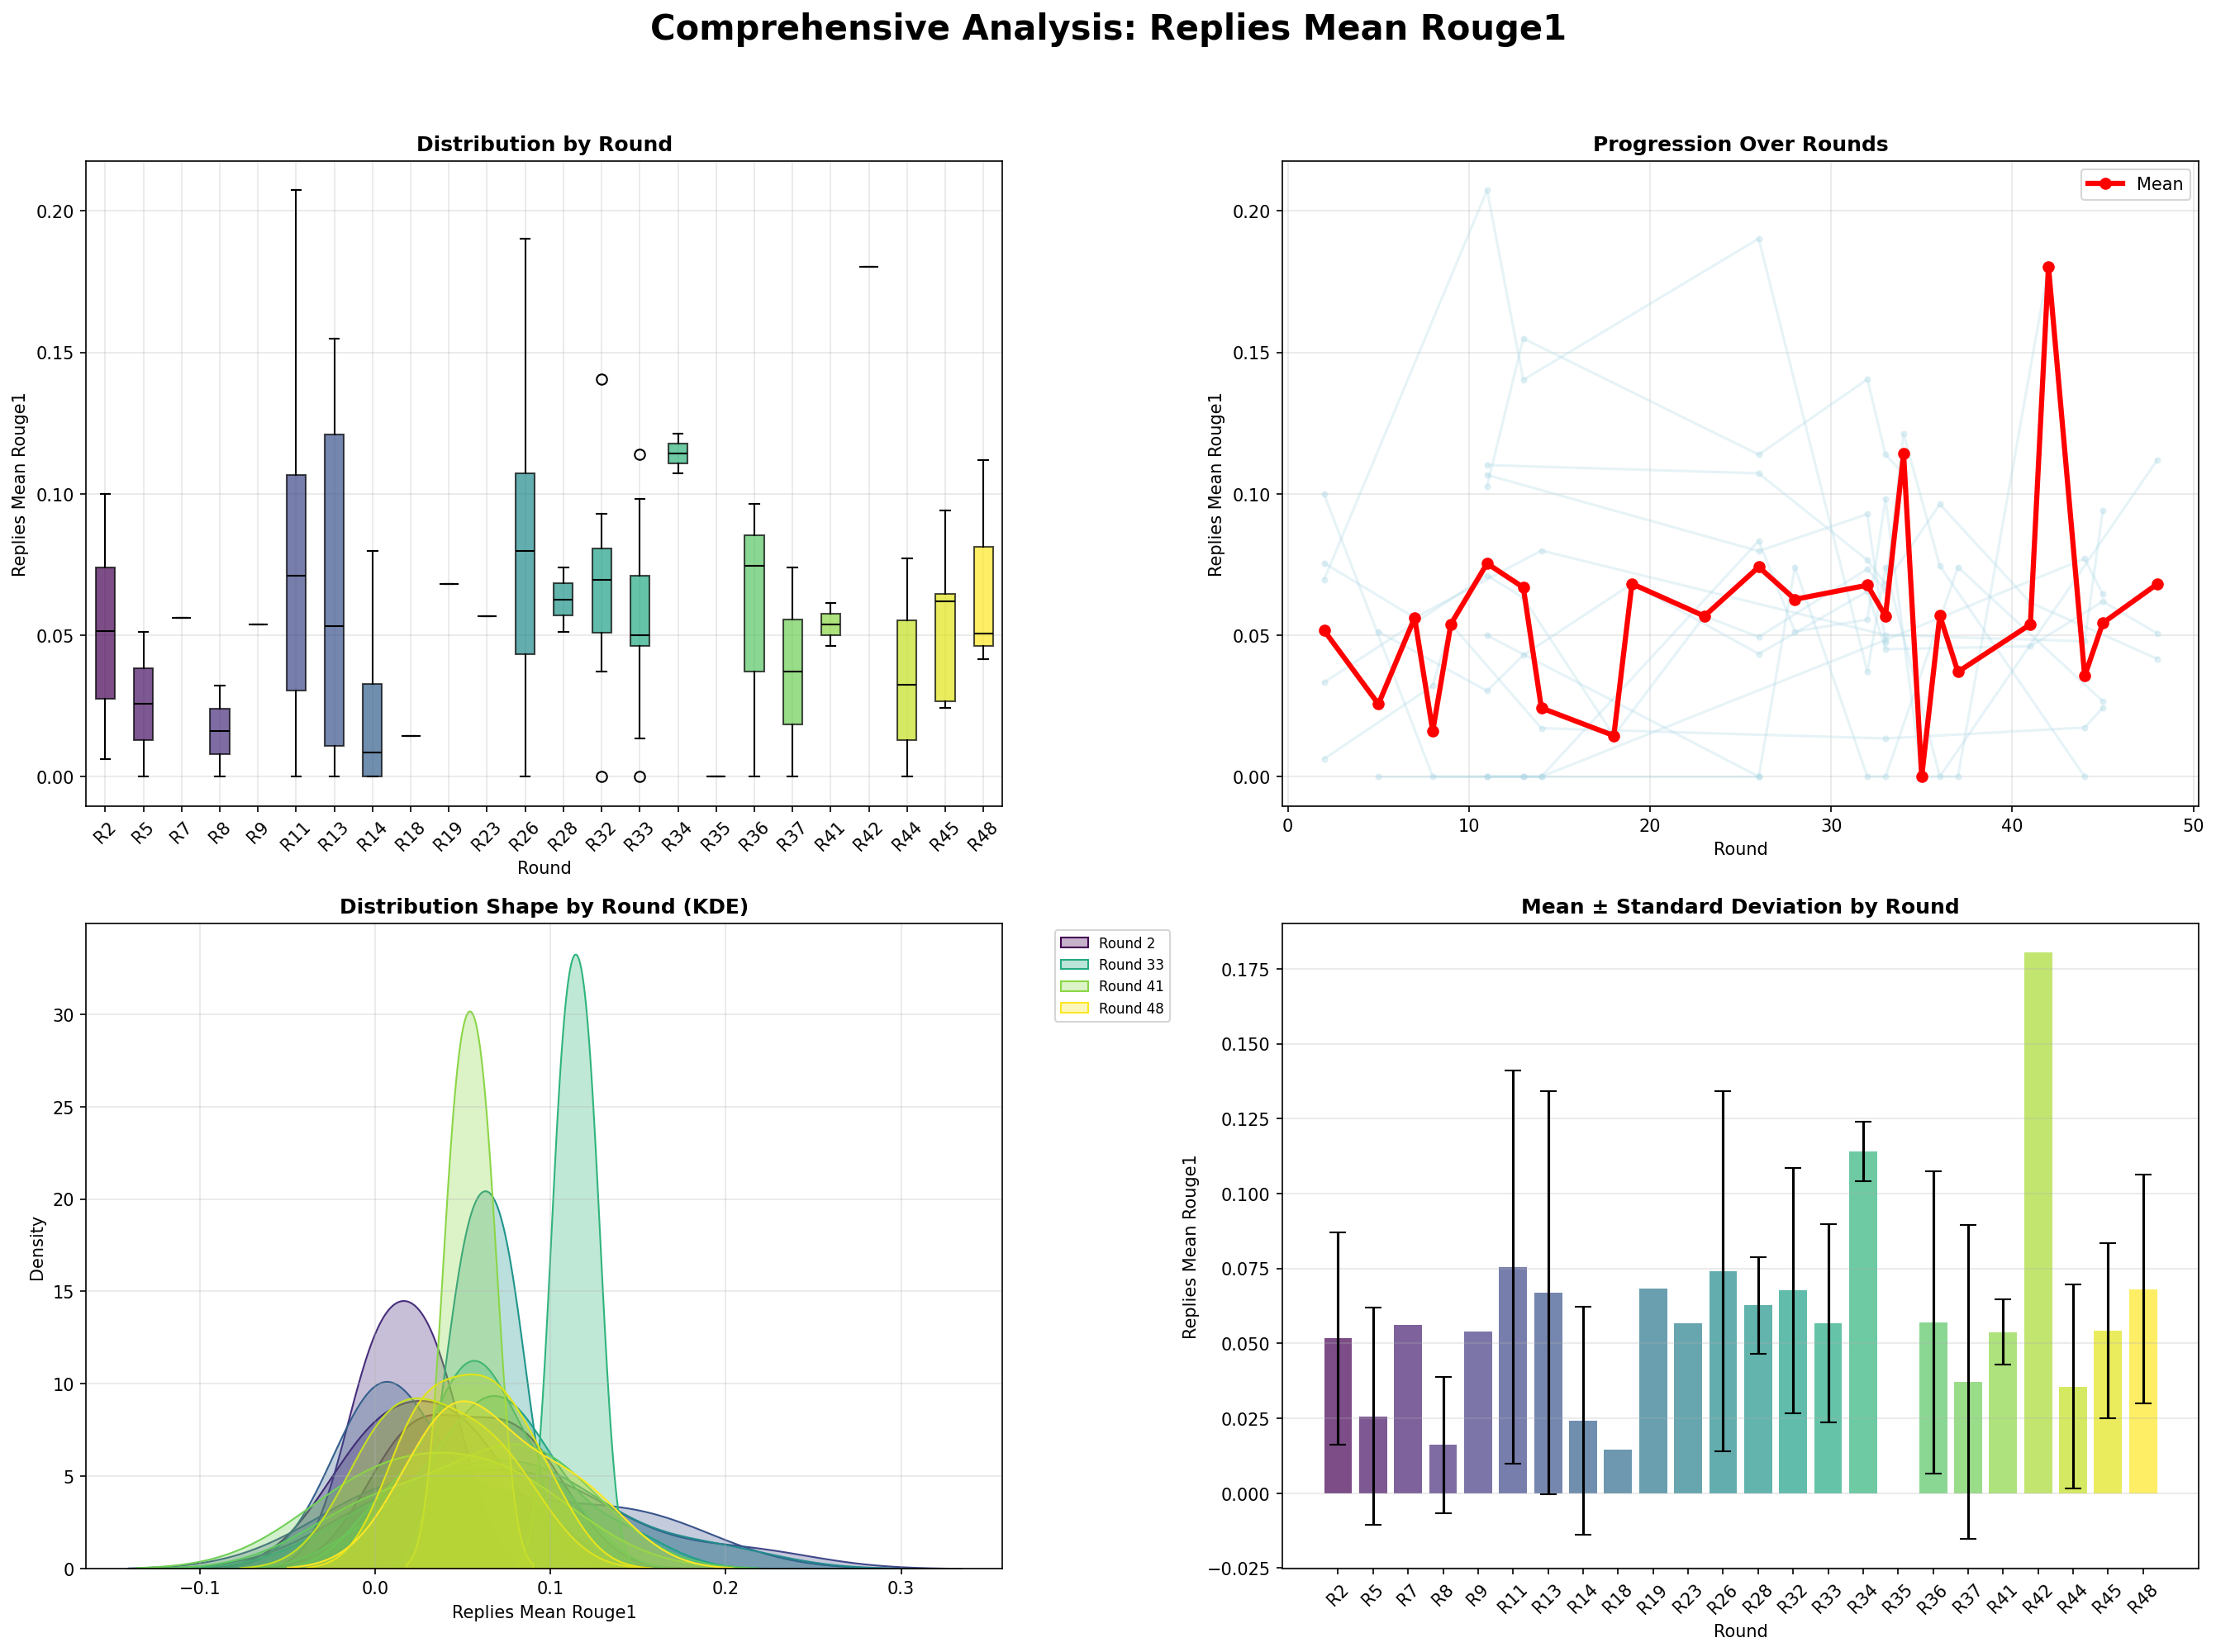 Comprehensive Analysis: Replies Mean Rouge1
Distribution by Round
Replies Mean Rouge1
0.20
0.15
0.10
0.05
0.00
R2 R5 R7 R8 R9 R11 R13 R14 R18 R19 R23 R26 R28 R32 R33 R34 R35 R36 R37 R41 R42 R44 R45 R48
Round
Progression Over Rounds
Mean
Replies Mean Rouge1
0.20
0.15
0.10
0.05
0.00
0 10 20 30 40 50
Round
Distribution Shape by Round (KDE)
Round 2
Round 33
Round 41
Round 48
Density
30
25
20
15
10
5
0
−0.1 0.0 0.1 0.2 0.3
Replies Mean Rouge1
Mean ± Standard Deviation by Round
Replies Mean Rouge1
0.175
0.150
0.125
0.100
0.075
0.050
0.025
0.000
−0.025
R2 R5 R7 R8 R9 R11 R13 R14 R18 R19 R23 R26 R28 R32 R33 R34 R35 R36 R37 R41 R42 R44 R45 R48
Round